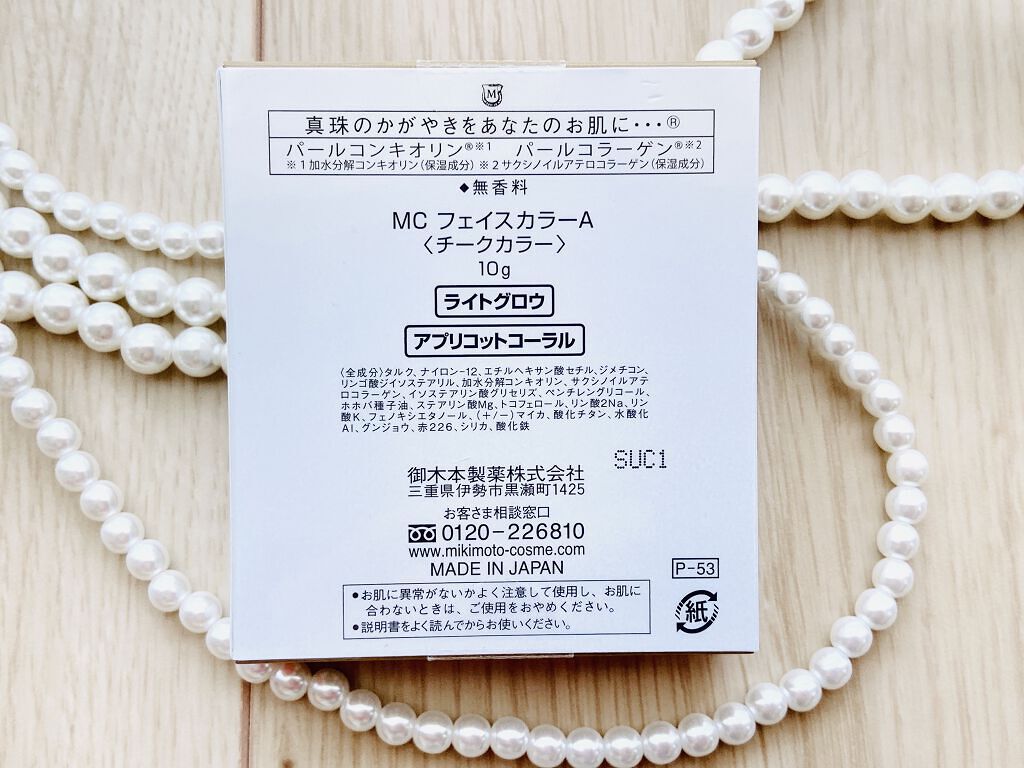 M
真珠のかがやきをあなたのお肌に・・・®
パールコンキオリン®※1 パールコラーゲン®※2
※1加水分解コンキオリン(保湿成分)※2サクシノイルアテロコラーゲン(保湿成分)
◆無香料
MC フェイスカラーA
〈チークカラー〉
10g
ライトグロウ
アプリコットコーラル
〈全成分〉タルク、ナイロン-12、エチルヘキサン酸セチル、ジメチコン、
リンゴ酸ジイソステアリル、加水分解コンキオリン、サクシノイルアテ
ロコラーゲン、イソステアリン酸グリセリズ、ペンチレングリコール、
ホホバ種子油、ステアリン酸Mg、トコフェロール、リン酸2Na、リン
酸K、フェノキシエタノール、(+/−)マイカ、酸化チタン、水酸化
Al、グンジョウ、赤226、シリカ、酸化鉄
SUC1
御木本製薬株式会社
三重県伊勢市黒瀬町1425
お客さま相談窓口
0120−226810
www.mikimoto-cosme.com
MADE IN JAPAN
P-53
●お肌に異常がないかよく注意して使用し、お肌に
合わないときは、ご使用をおやめください。
●説明書をよく読んでからお使いください。
紙